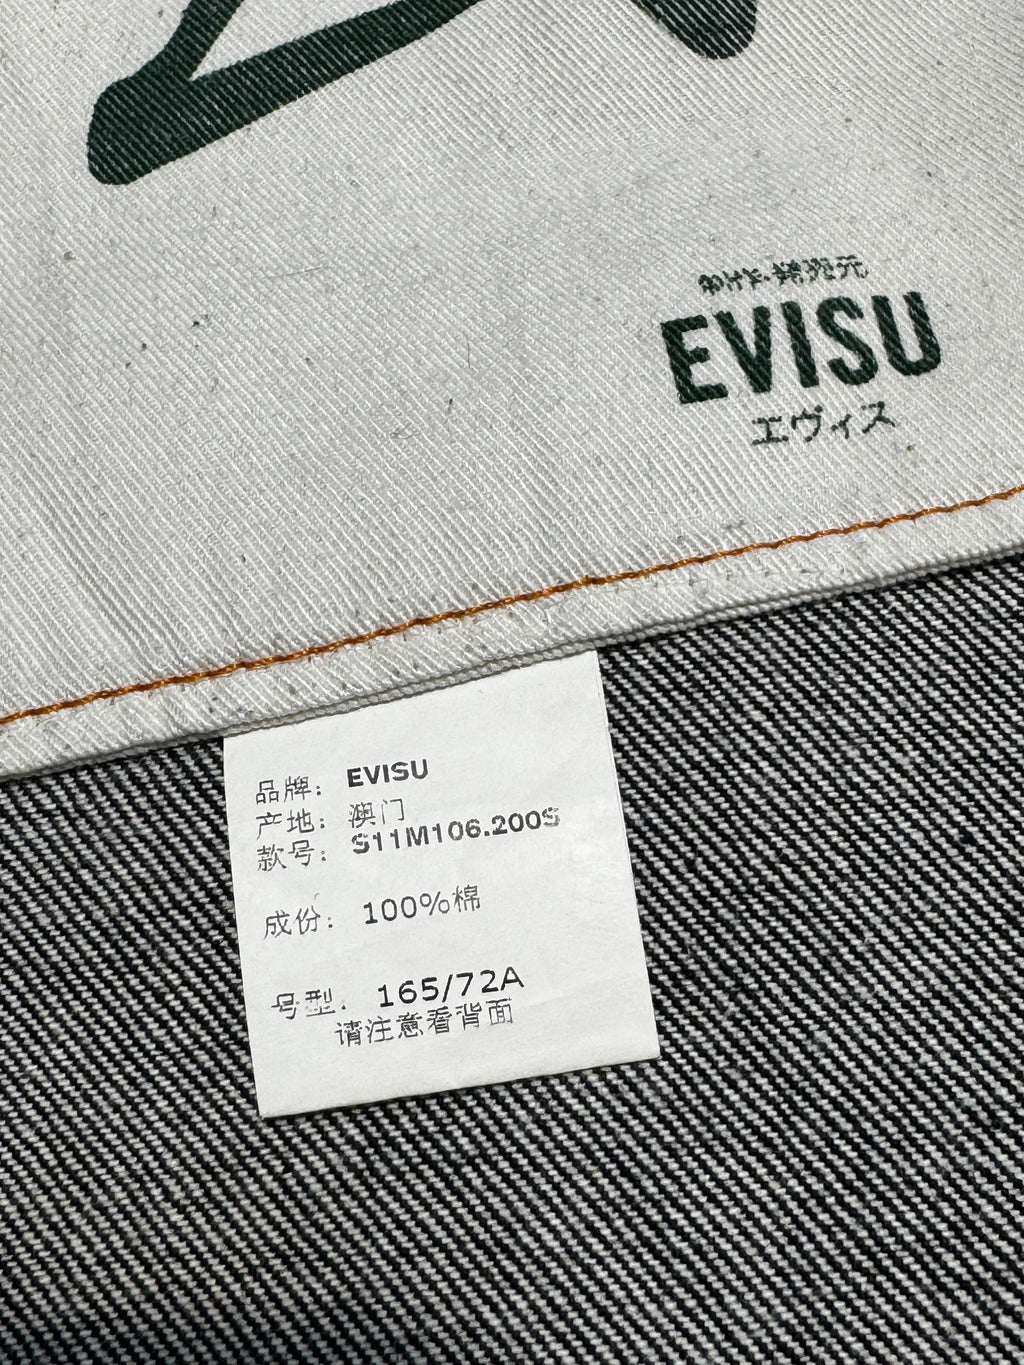 EVISU
エヴィス
品牌: EVISU
产地: 澳门
款号: S11M106.200S
成份: 100%棉
号型: 165/72A
请注意看背面